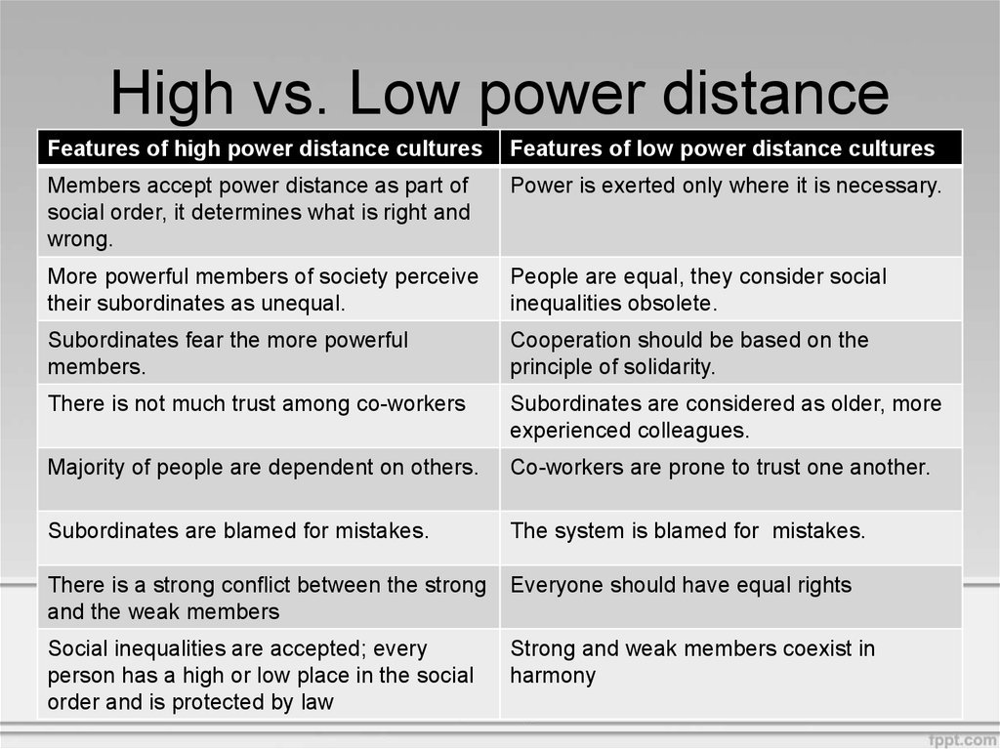 High vs. Low power distance
Features of high power distance cultures
Features of low power distance cultures
Members accept power distance as part of
social order, it determines what is right and
wrong.
Power is exerted only where it is necessary.
More powerful members of society perceive
their subordinates as unequal.
People are equal, they consider social
inequalities obsolete.
Subordinates fear the more powerful
members.
Cooperation should be based on the
principle of solidarity.
There is not much trust among co-workers
Subordinates are considered as older, more
experienced colleagues.
Majority of people are dependent on others.
Co-workers are prone to trust one another.
Subordinates are blamed for mistakes.
The system is blamed for  mistakes.
There is a strong conflict between the strong
and the weak members
Everyone should have equal rights
Social inequalities are accepted; every
person has a high or low place in the social
order and is protected by law
Strong and weak members coexist in
harmony
fppt.com